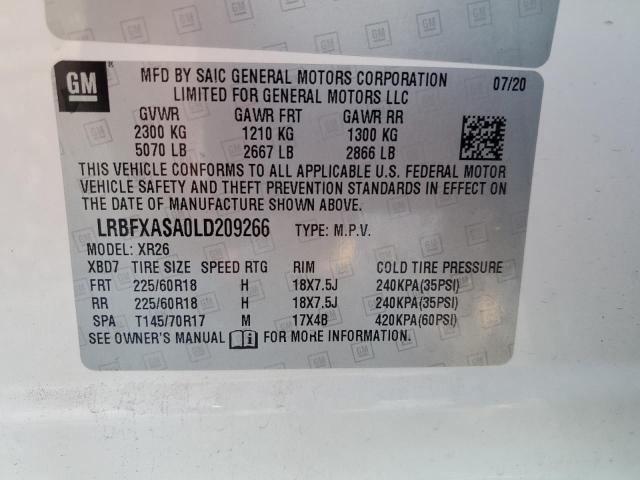 GM
MFD BY SAIC GENERAL MOTORS CORPORATION 07/20
LIMITED FOR GENERAL MOTORS LLC
GVWR GAWR FRT GAWR RR
2300 KG 1210 KG 1300 KG
5070 LB 2667 LB 2866 LB
THIS VEHICLE CONFORMS TO ALL APPLICABLE U.S. FEDERAL MOTOR
VEHICLE SAFETY AND THEFT PREVENTION STANDARDS IN EFFECT ON
THE DATE OF MANUFACTURE SHOWN ABOVE.
LRBFXASA0LD209266 TYPE: M.P.V.
MODEL: XR26
XBD7 TIRE SIZE SPEED RTG RIM COLD TIRE PRESSURE
FRT 225/60R18 H 18X7.5J 240KPA(35PSI)
RR 225/60R18 H 18X7.5J 240KPA(35PSI)
SPA T145/70R17 M 17X4B 420KPA(60PSI)
SEE OWNER'S MANUAL FOR MORE INFORMATION.